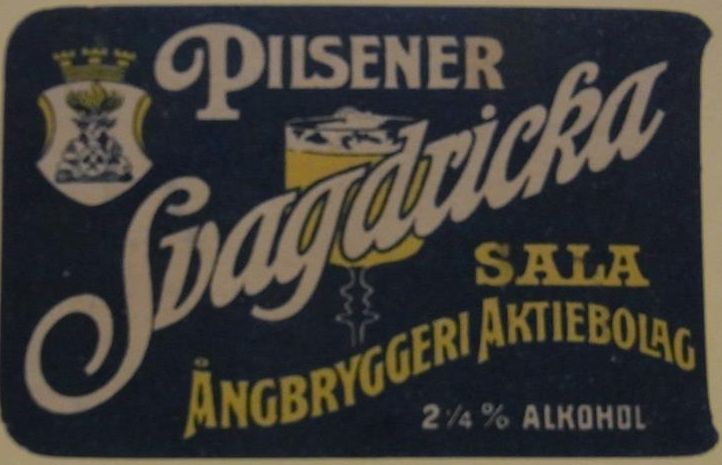 PILSENER
Svagdricka
SALA
ÅNGBRYGGERI AKTIEBOLAG
2 1/4 % ALKOHOL